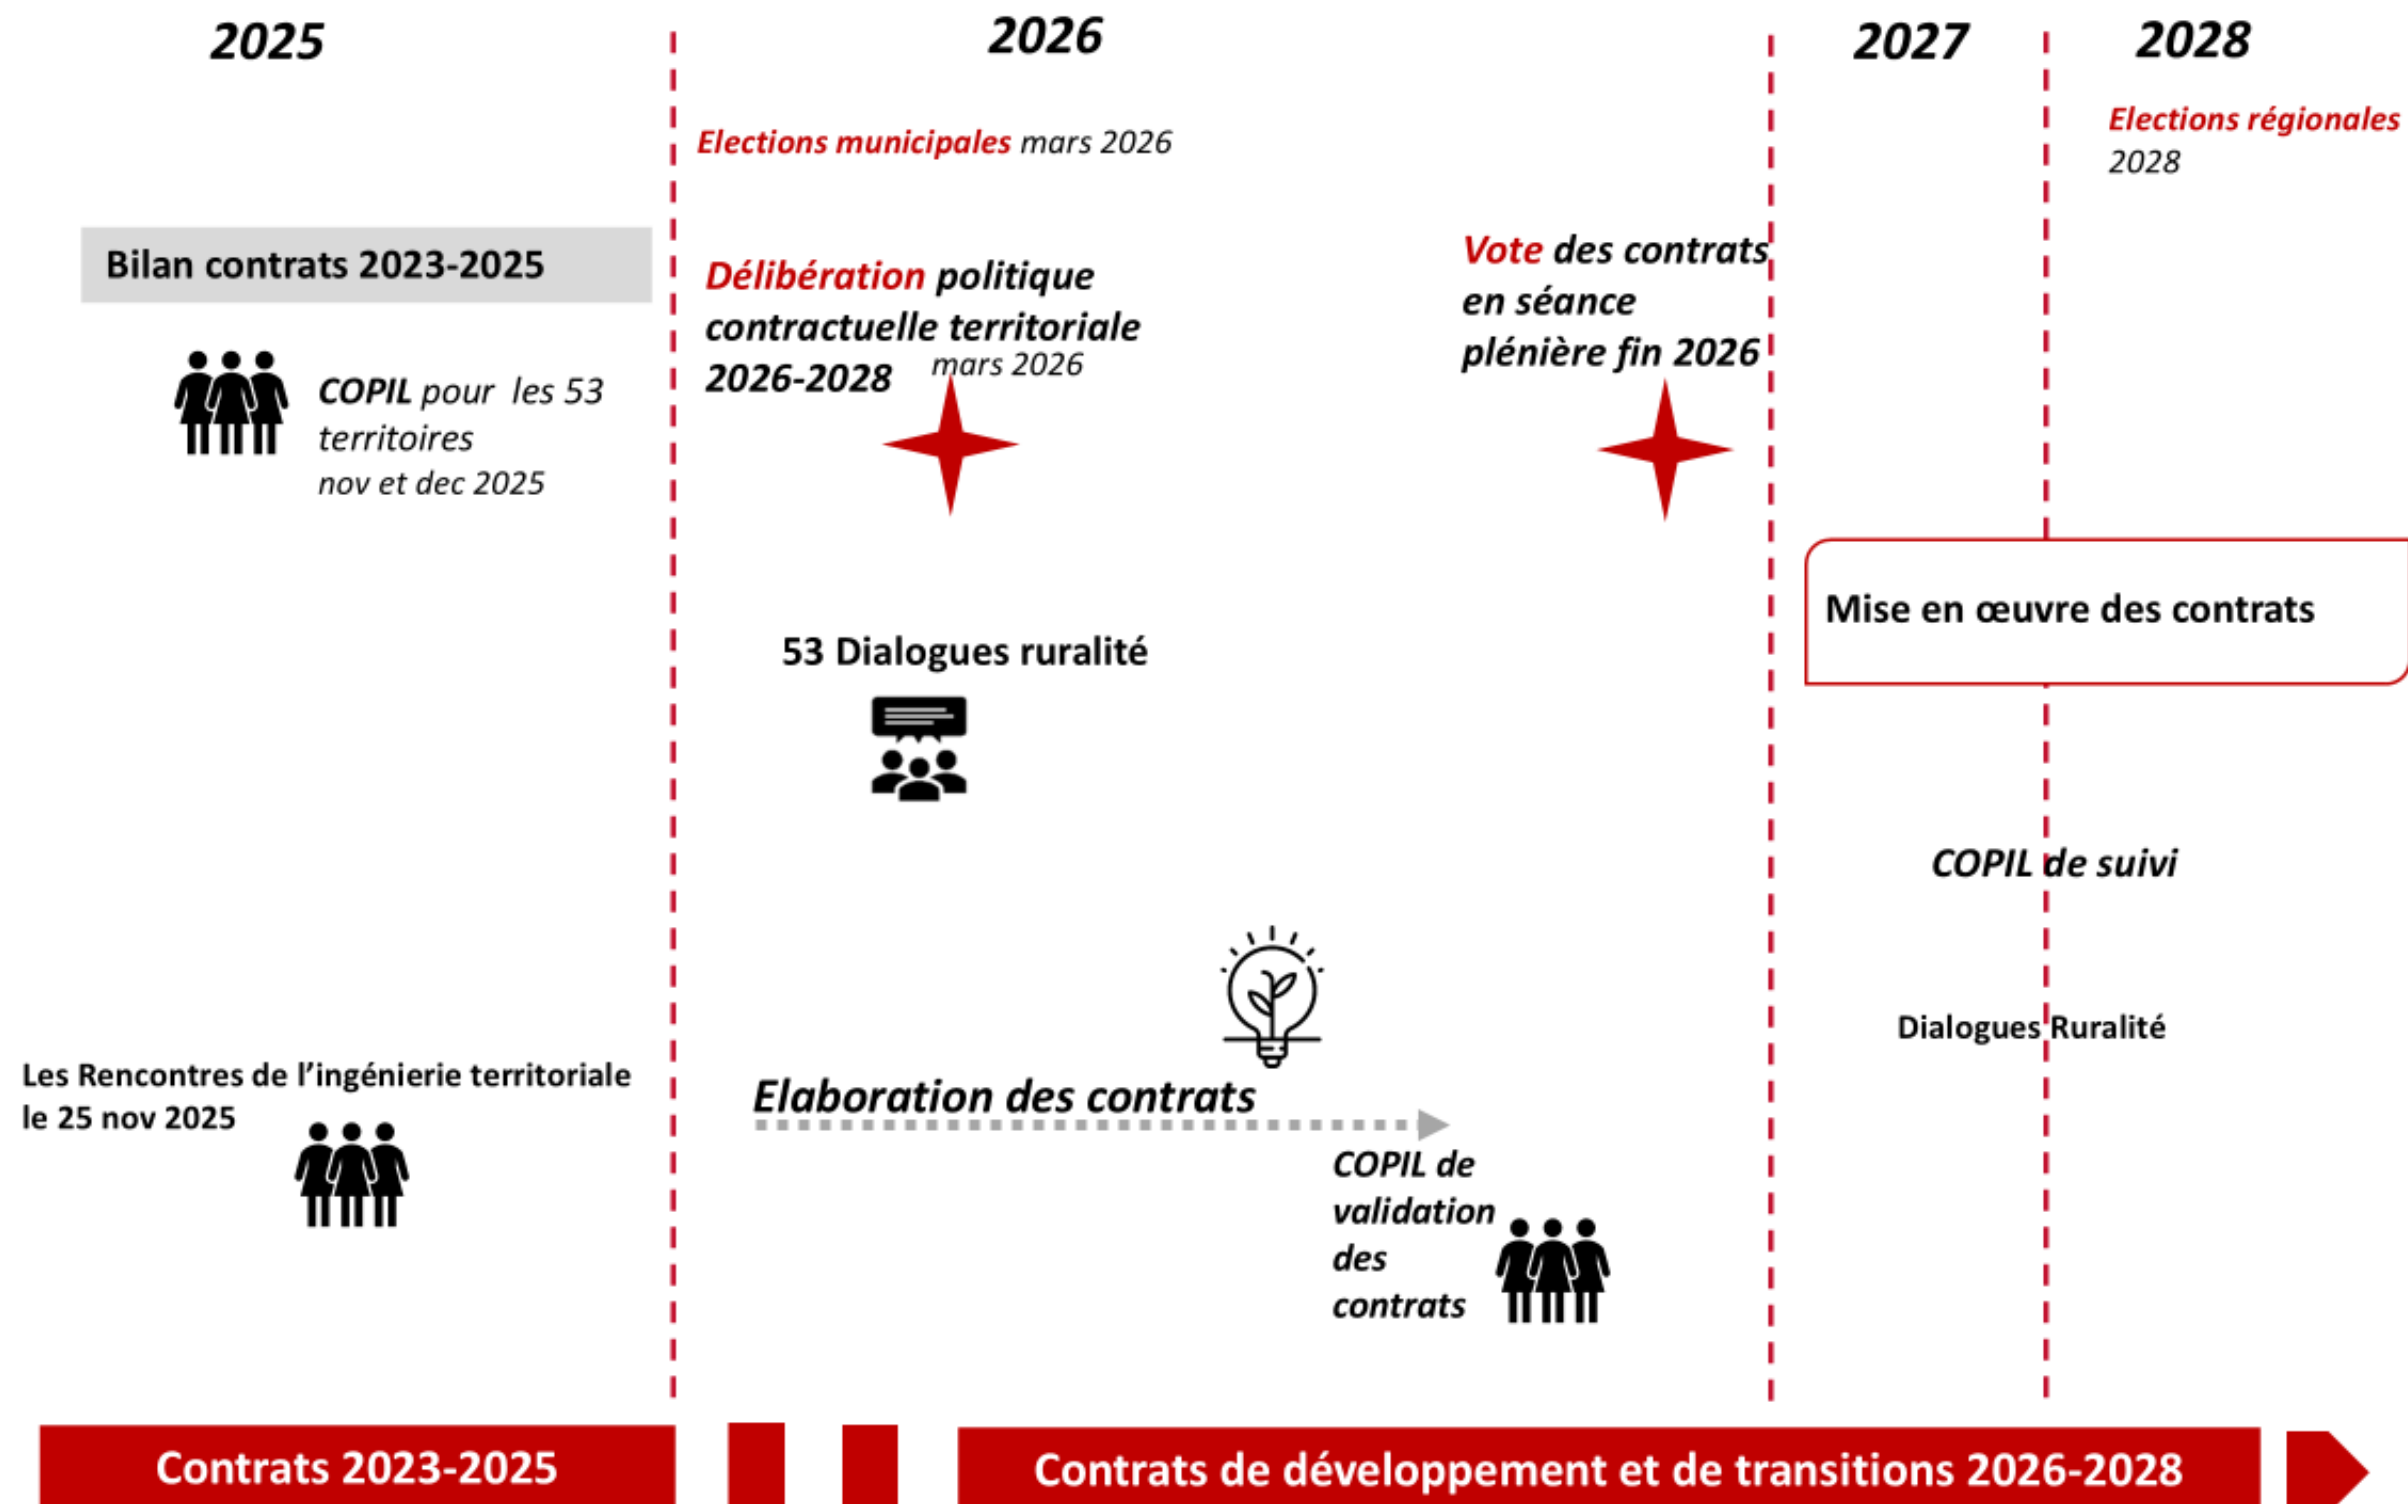 2025
2026
2027
2028
Elections municipales mars 2026
Elections régionales
2028
Bilan contrats 2023-2025
COPIL pour les 53
territoires
nov et dec 2025
Délibération politique
contractuelle territoriale
2026-2028 mars 2026
Vote des contrats
en séance
plénière fin 2026
Mise en œuvre des contrats
53 Dialogues ruralité
COPIL de suivi
Dialogues Ruralité
Les Rencontres de l’ingénierie territoriale
le 25 nov 2025
Elaboration des contrats
COPIL de
validation
des
contrats
Contrats 2023-2025
Contrats de développement et de transitions 2026-2028